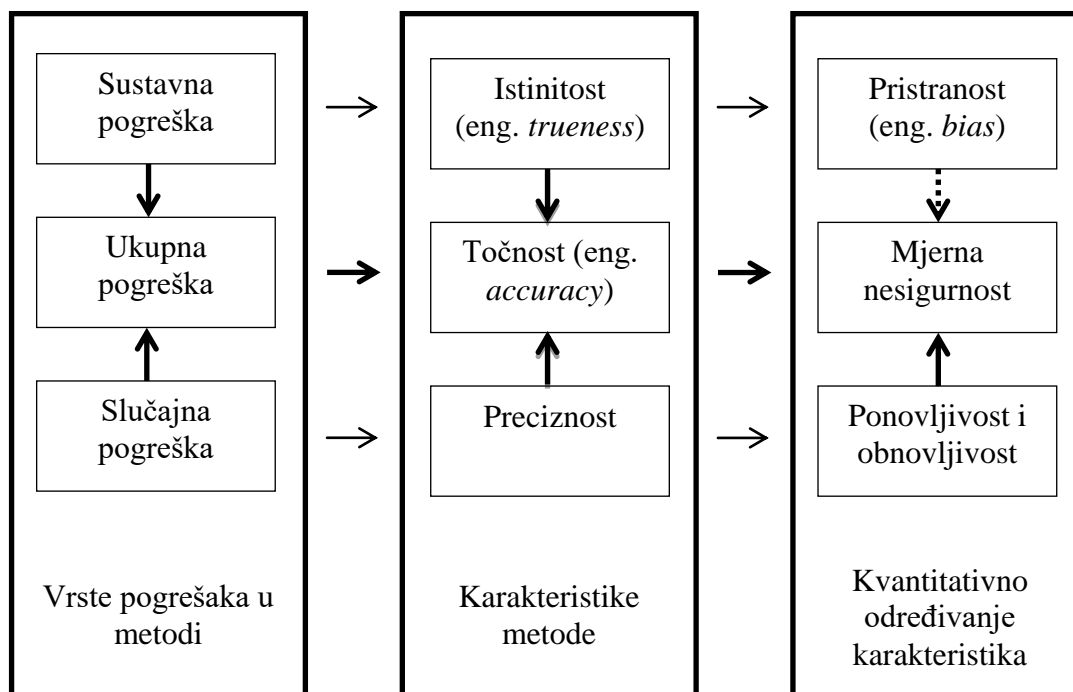 Sustavna
pogreška
Ukupna
pogreška
Slučajna
pogreška
Vrste pogrešaka u
metodi
Istinitost
(eng. trueness)
Točnost (eng.
accuracy)
Preciznost
Karakteristike
metode
Pristranost
(eng. bias)
Mjerna
nesigurnost
Ponovljivost i
obnovljivost
Kvantitativno
određivanje
karakteristika